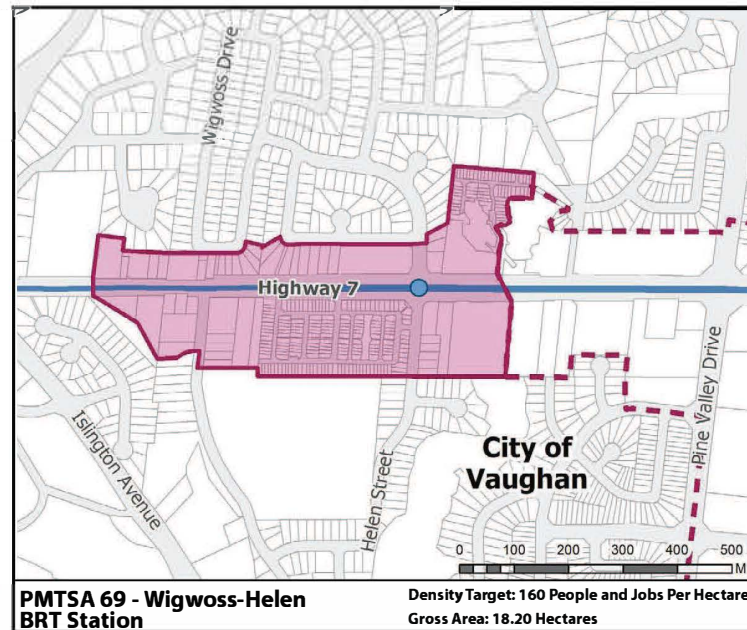 Wigwoss Drive
Highway 7
Pine Valley Drive
Islington Avenue
Helen Street
City of
Vaughan
0 100 200 300 400 500
M
PMTSA 69 - Wigwoss-Helen
BRT Station
Density Target: 160 People and Jobs Per Hectare
Gross Area: 18.20 Hectares